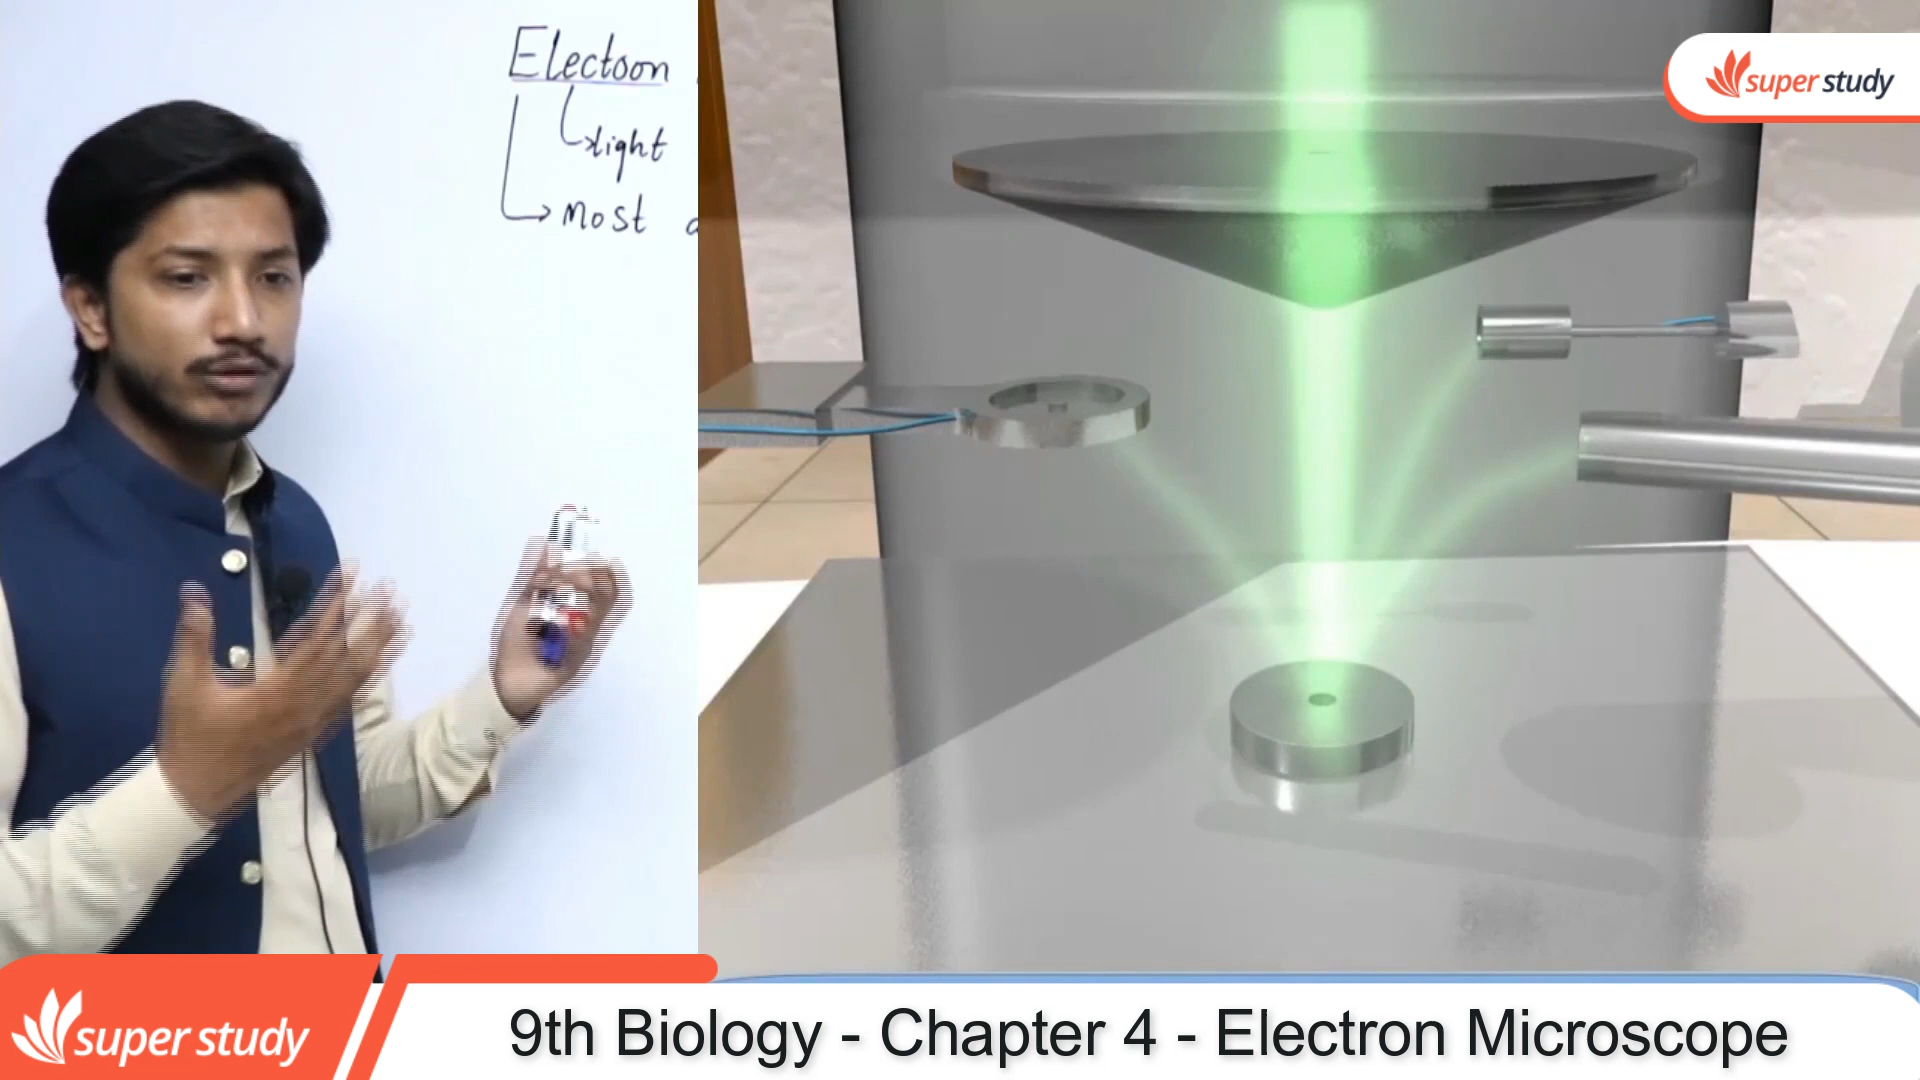 Electoon
light
Most
super study
super study
9th Biology - Chapter 4 - Electron Microscope